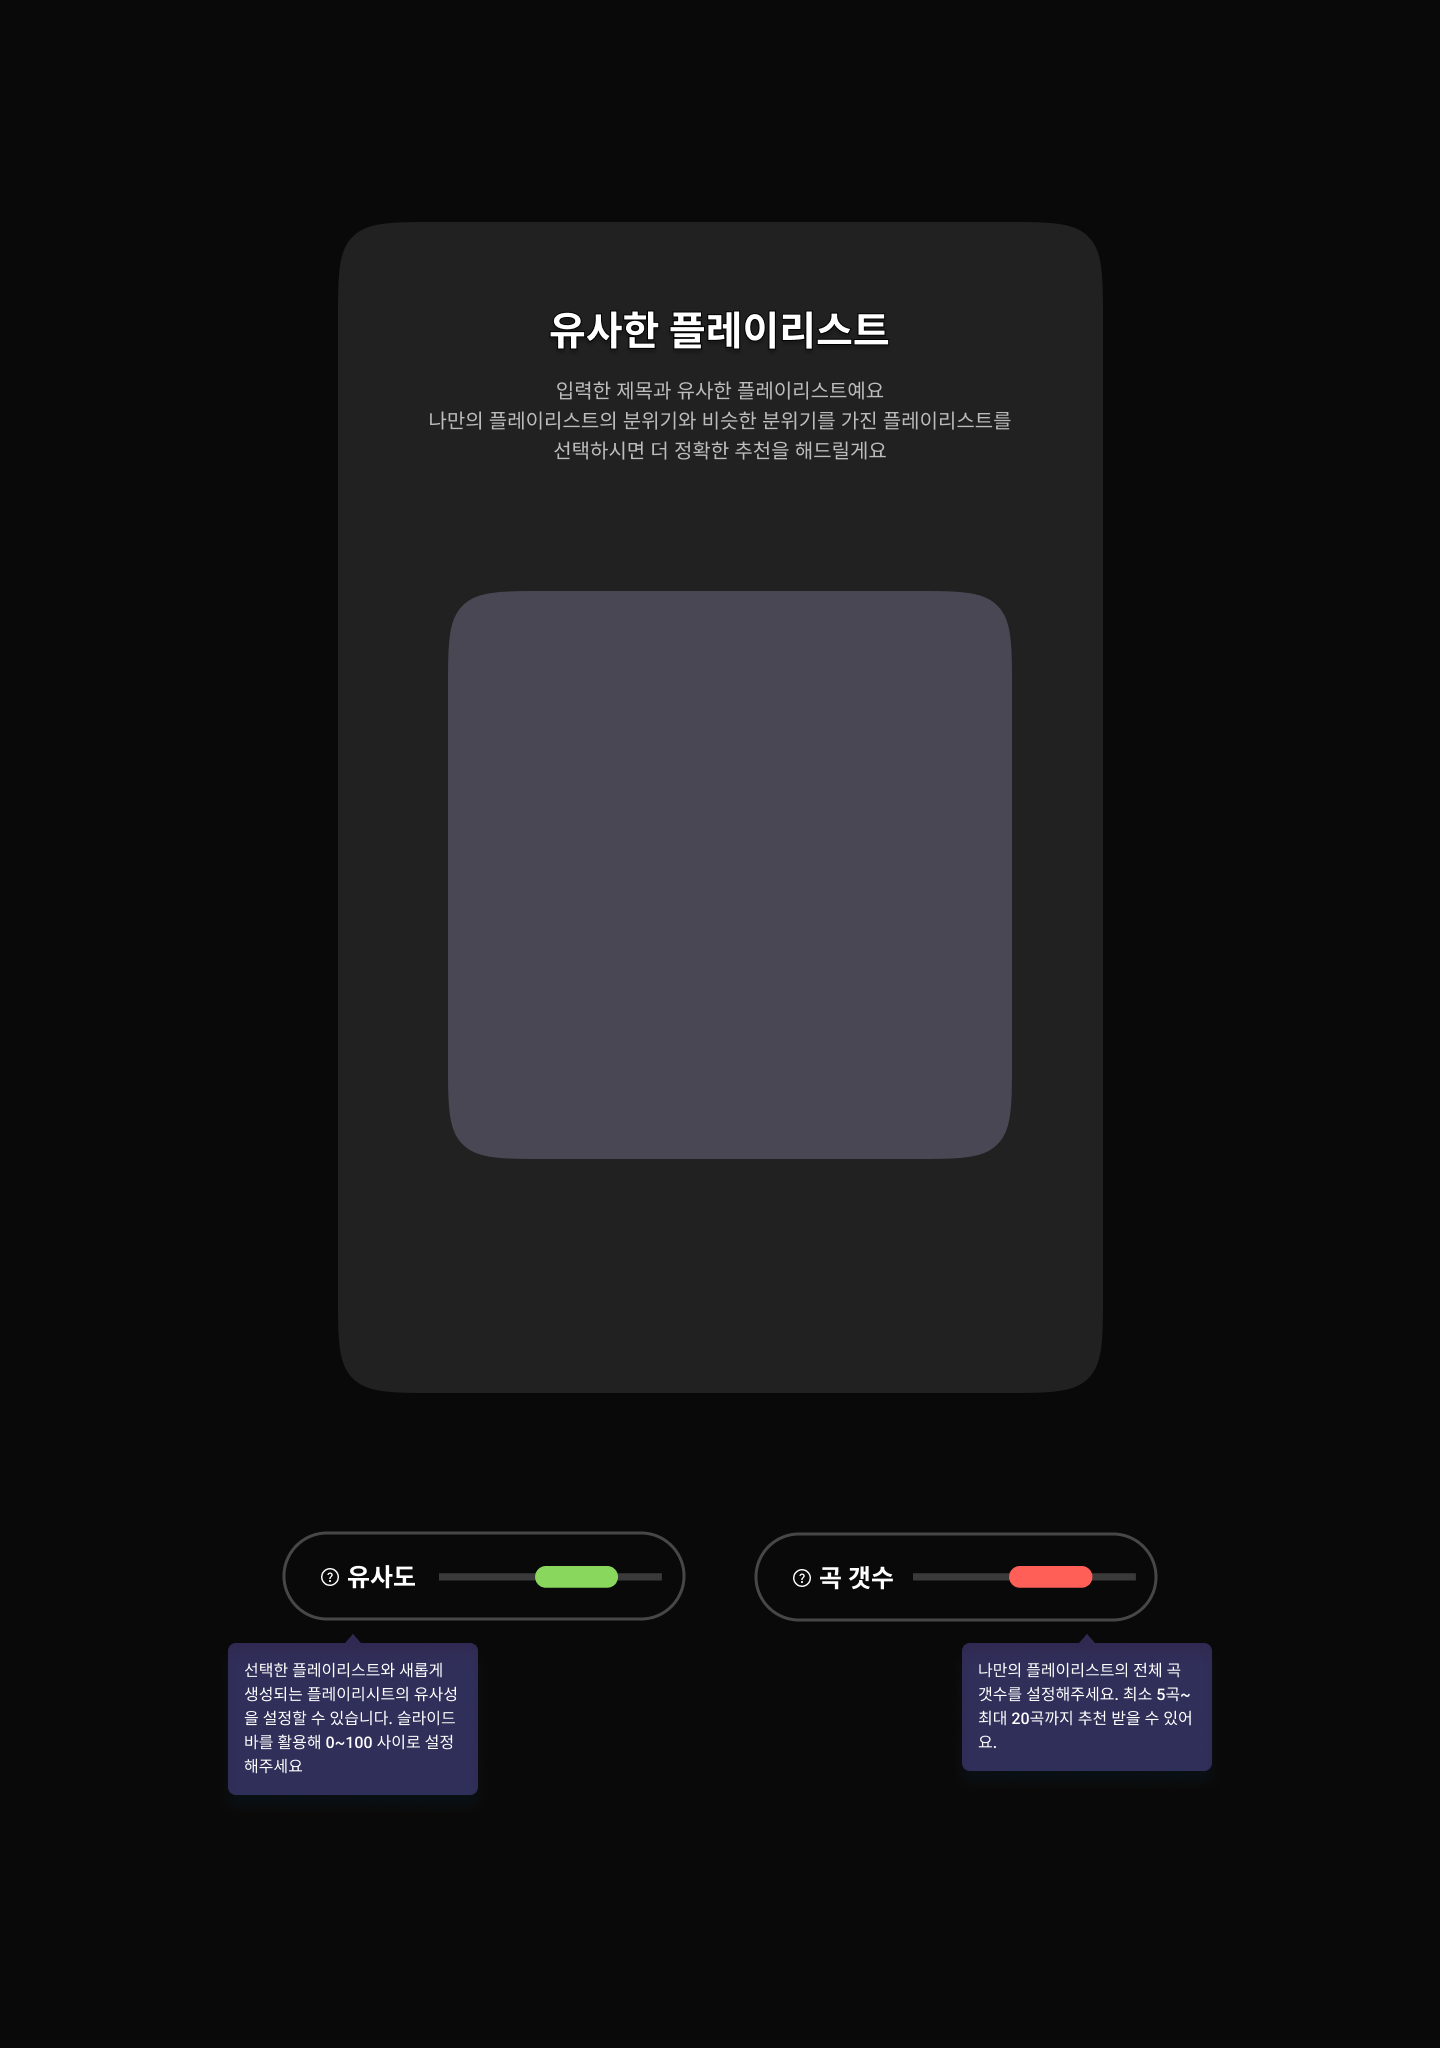 유사한 플레이리스트
입력한 제목과 유사한 플레이리스트예요
나만의 플레이리스트의 분위기와 비슷한 분위기를 가진 플레이리스트를
선택하시면 더 정확한 추천을 해드릴게요
유사도
곡 갯수
선택한 플레이리스트와 새롭게
생성되는 플레이리시트의 유사성
을 설정할 수 있습니다. 슬라이드
바를 활용해 0~100 사이로 설정
해주세요
나만의 플레이리스트의 전체 곡
갯수를 설정해주세요. 최소 5곡~
최대 20곡까지 추천 받을 수 있어
요.